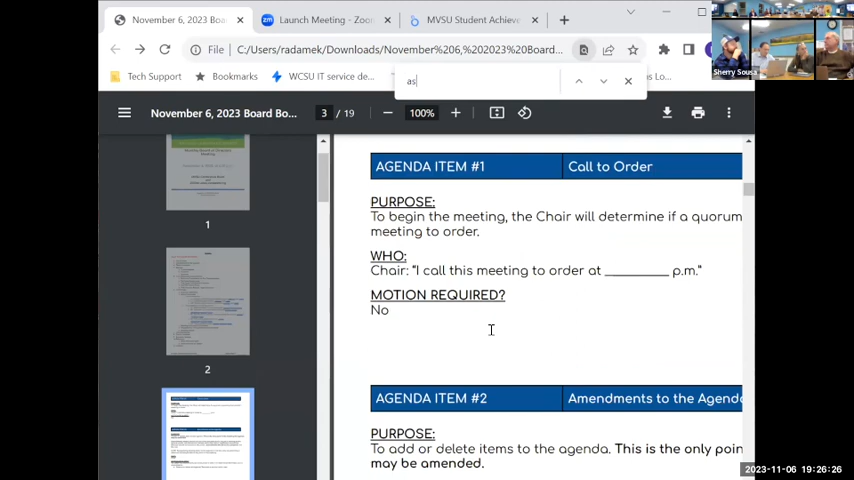 November 6, 2023 Board Bo
Launch Meeting - Zoo
MVSU Student Achieve
File
C:/Users/radamek/Downloads/November%206,%202023%20Board...
Tech Support
Bookmarks
WCSU IT service de...
as
November 6, 2023 Board Bo...
3 / 19
100%
Sherry Sousa
1
2
AGENDA ITEM #1
Call to Order
PURPOSE:
To begin the meeting, the Chair will determine if a quorum
meeting to order.
WHO:
Chair: “I call this meeting to order at __________ p.m.”
MOTION REQUIRED?
No
AGENDA ITEM #2
Amendments to the Agenda
PURPOSE:
To add or delete items to the agenda. This is the only poin
may be amended.
2023-11-06 19:26:26